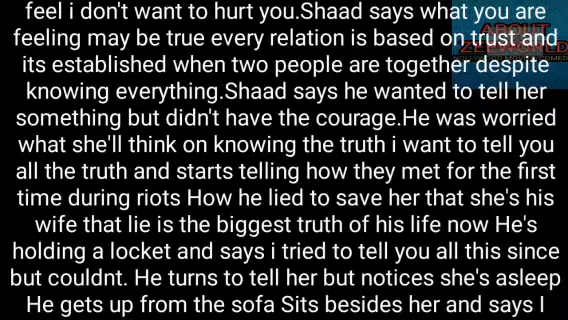 feel i don't want to hurt you.Shaad says what you are
feeling may be true every relation is based on trust and
its established when two people are together despite
knowing everything.Shaad says he wanted to tell her
something but didn't have the courage.He was worried
what she'll think on knowing the truth i want to tell you
all the truth and starts telling how they met for the first
time during riots How he lied to save her that she's his
wife that lie is the biggest truth of his life now He's
holding a locket and says i tried to tell you all this since
but couldnt. He turns to tell her but notices she's asleep
He gets up from the sofa Sits besides her and says I
ABOUT
ZEEWORLD